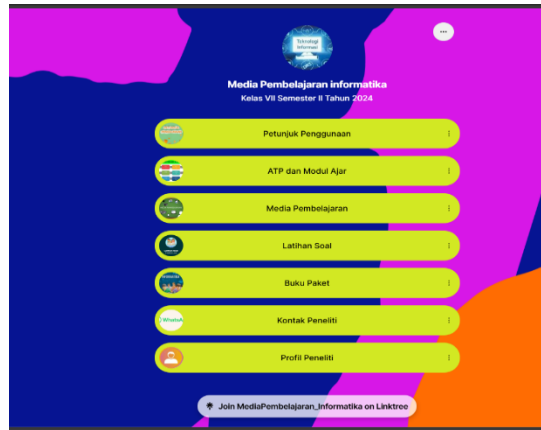 Teknologi
Informasi
Media Pembelajaran informatika
Kelas VII Semester II Tahun 2024
Petunjuk Penggunaan
ATP dan Modul Ajar
Media Pembelajaran
Latihan Soal
Buku Paket
WhatsA
Kontak Peneliti
Profil Peneliti
Join MediaPembelajaran_Informatika on Linktree